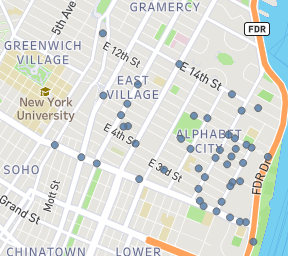 GRAMERCY
5th Ave
FDR
GREENWICH
VILLAGE
E 12th St
E 14th St
EAST
VILLAGE
New York
University
E 4th St
ALPHABET
CITY
SOHO
Mott St
E 3rd St
FDR Dr
Grand St
CHINATOWN
LOWER